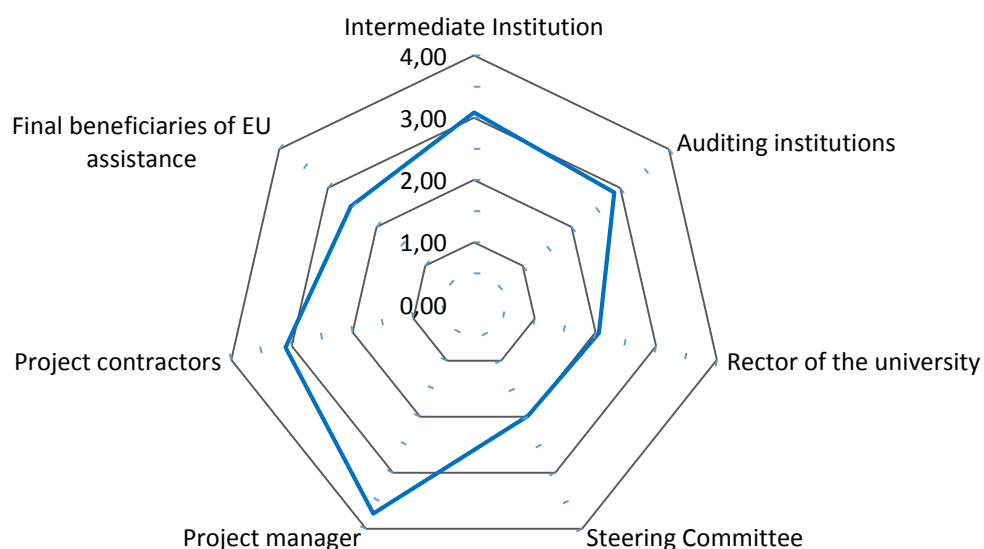 Intermediate Institution
4,00
3,00
2,00
1,00
0,00
Final beneficiaries of EU
assistance
Auditing institutions
Project contractors
Rector of the university
Project manager
Steering Committee